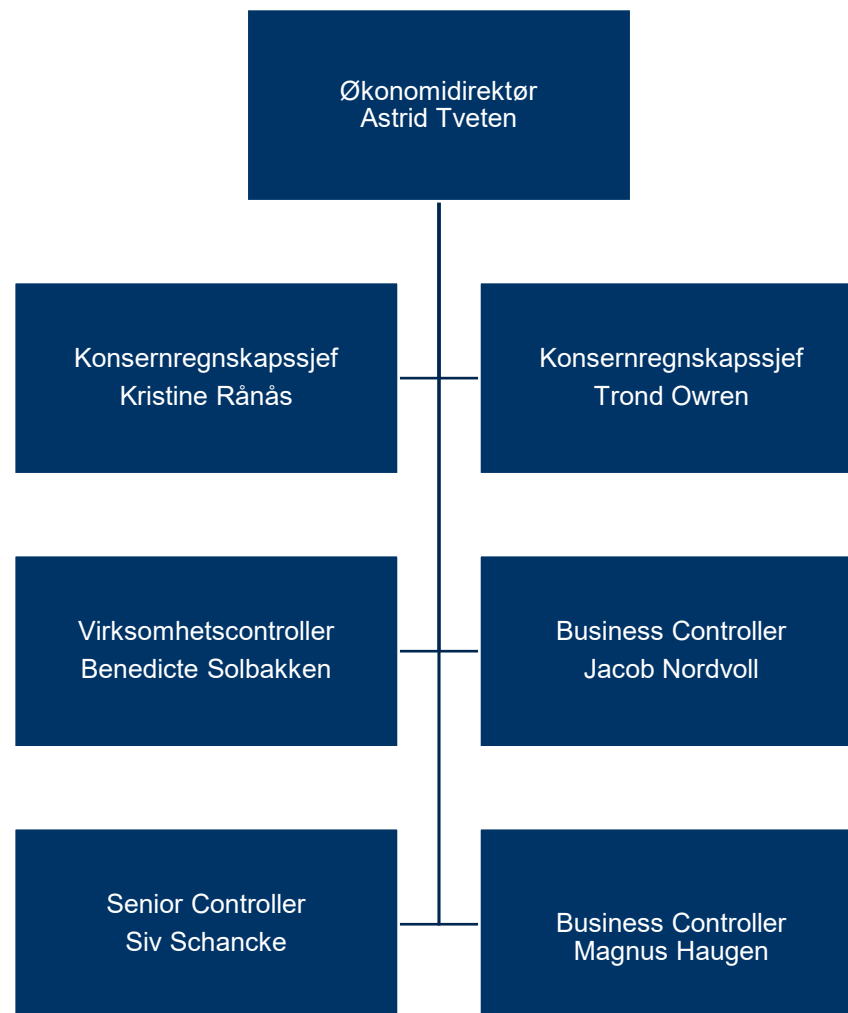 Økonomidirektør
Astrid Tveten
Konsernregnskapssjef
Kristine Rånås
Konsernregnskapssjef
Trond Owren
Virksomhetscontroller
Benedicte Solbakken
Business Controller
Jacob Nordvoll
Senior Controller
Siv Schancke
Business Controller
Magnus Haugen